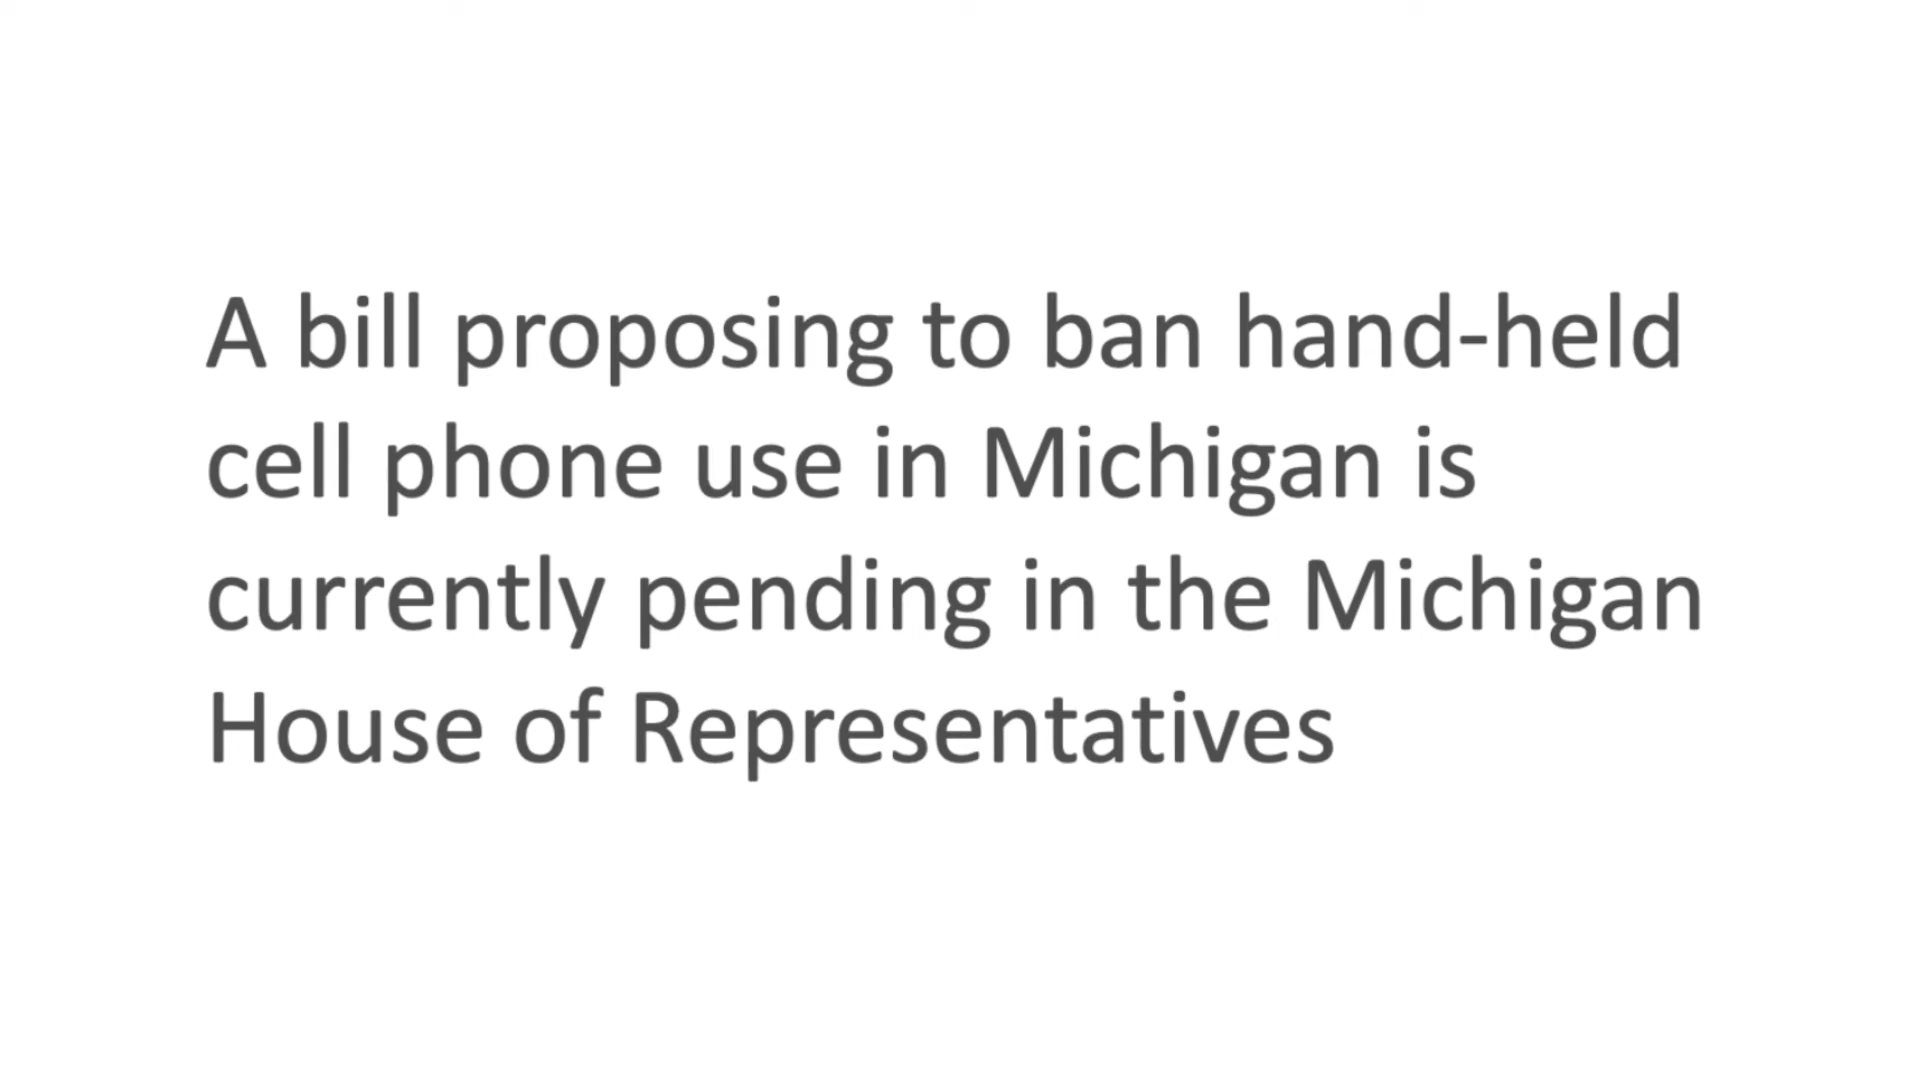 A bill proposing to ban hand-held
cell phone use in Michigan is
currently pending in the Michigan
House of Representatives